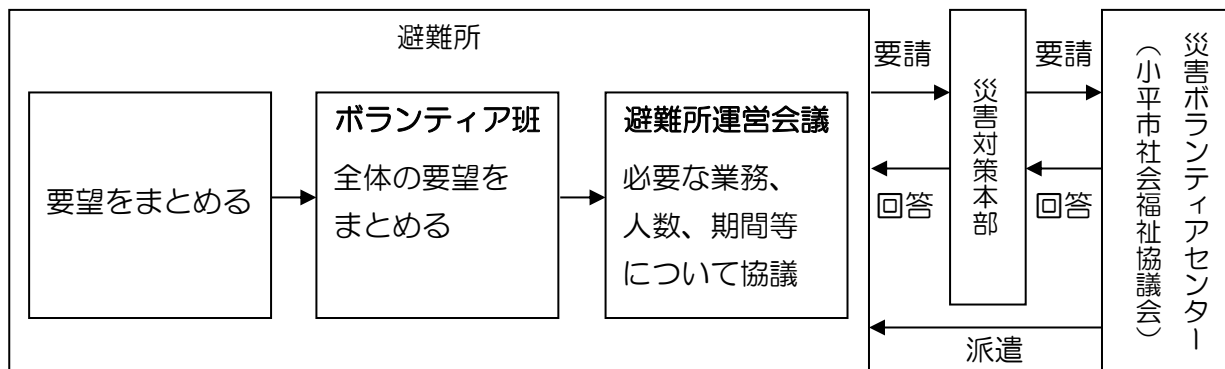 避難所
要望をまとめる
ボランティア班
全体の要望を
まとめる
避難所運営会議
必要な業務、
人数、期間等
について協議
要請
回答
災害対策本部
要請
回答
派遣
災害ボランティアセンター
（小平市社会福祉協議会）